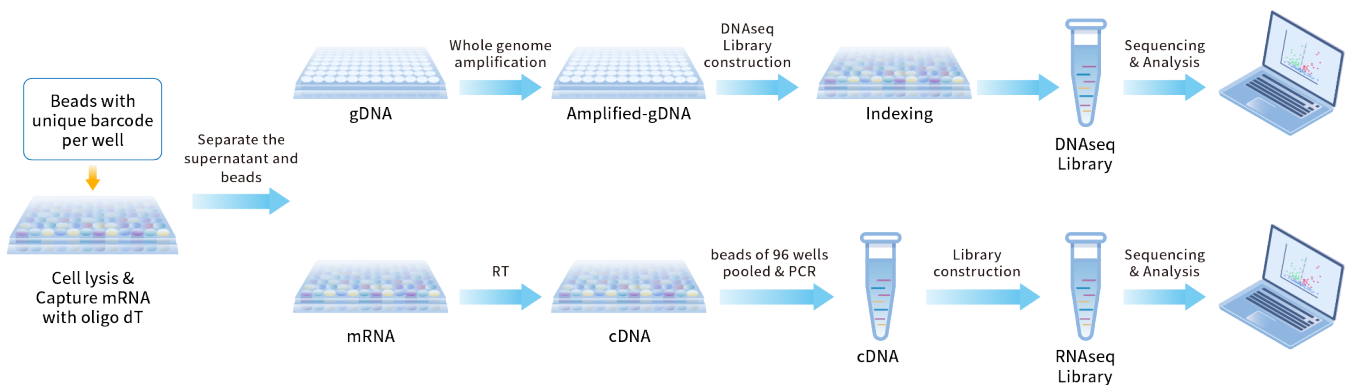 Beads with
unique barcode
per well
Cell lysis &
Capture mRNA
with oligo dT
Separate the
supernatant and
beads
gDNA
Whole genome
amplification
Amplified-gDNA
DNAseq
Library
construction
Indexing
DNAseq
Library
Sequencing
& Analysis
mRNA
RT
cDNA
beads of 96 wells
pooled & PCR
cDNA
Library
construction
RNAseq
Library
Sequencing
& Analysis